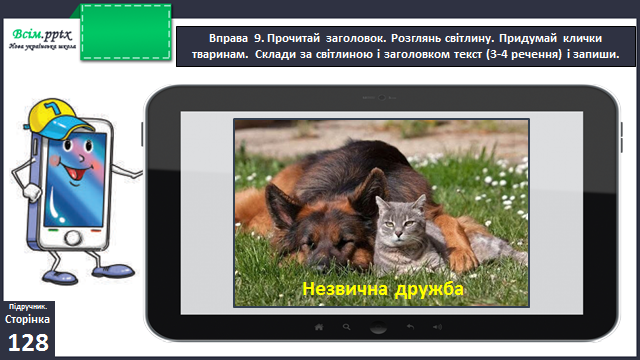 Всім.pptx
Нова українська школа
Вправа 9. Прочитай заголовок. Розглянь світлину. Придумай клички
тваринам. Склади за світлиною і заголовком текст (3-4 речення) і запиши.
Незвична дружба
Підручник.
Сторінка
128